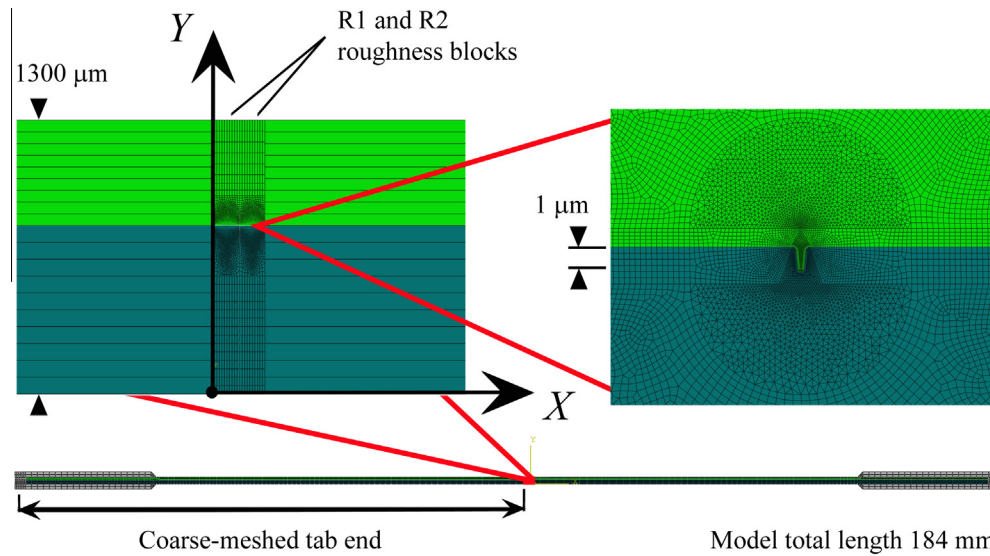 Y
R1 and R2
roughness blocks
1300 μm
1 μm
X
Coarse-meshed tab end
Model total length 184 mm